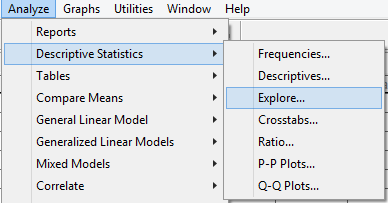 Analyze Graphs Utilities Window Help
Reports
Descriptive Statistics
Tables
Compare Means
General Linear Model
Generalized Linear Models
Mixed Models
Correlate
Frequencies...
Descriptives...
Explore...
Crosstabs...
Ratio...
P-P Plots...
Q-Q Plots...